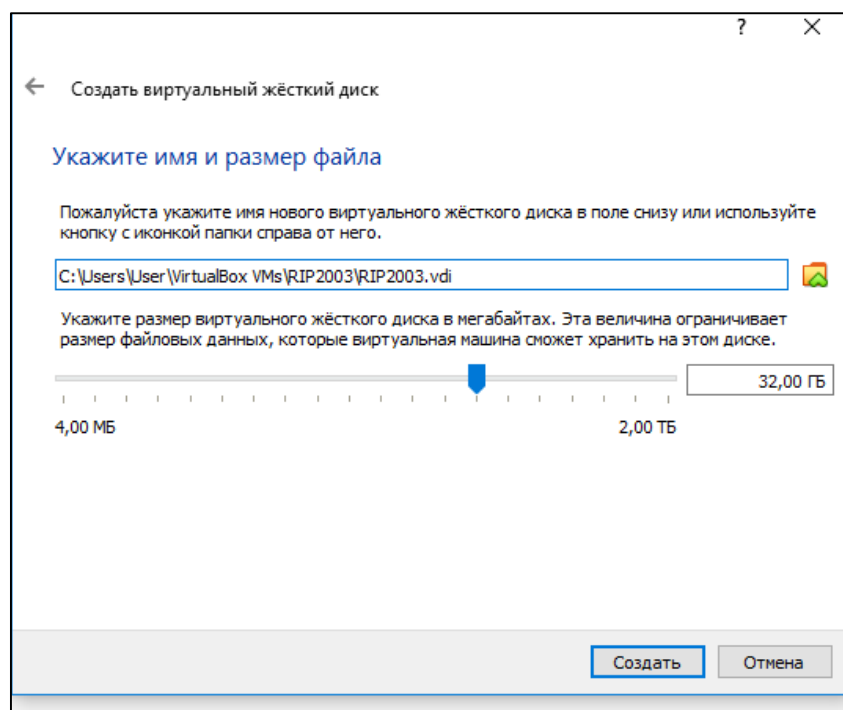 ?
Создать виртуальный жёсткий диск
Укажите имя и размер файла
Пожалуйста укажите имя нового виртуального жёсткого диска в поле снизу или используйте
кнопку с иконкой папки справа от него.
C:\Users\User\VirtualBox VMs\RIP2003\RIP2003.vdi
Укажите размер виртуального жёсткого диска в мегабайтах. Эта величина ограничивает
размер файловых данных, которые виртуальная машина сможет хранить на этом диске.
32,00 ГБ
4,00 МБ 2,00 ТБ
Создать Отмена